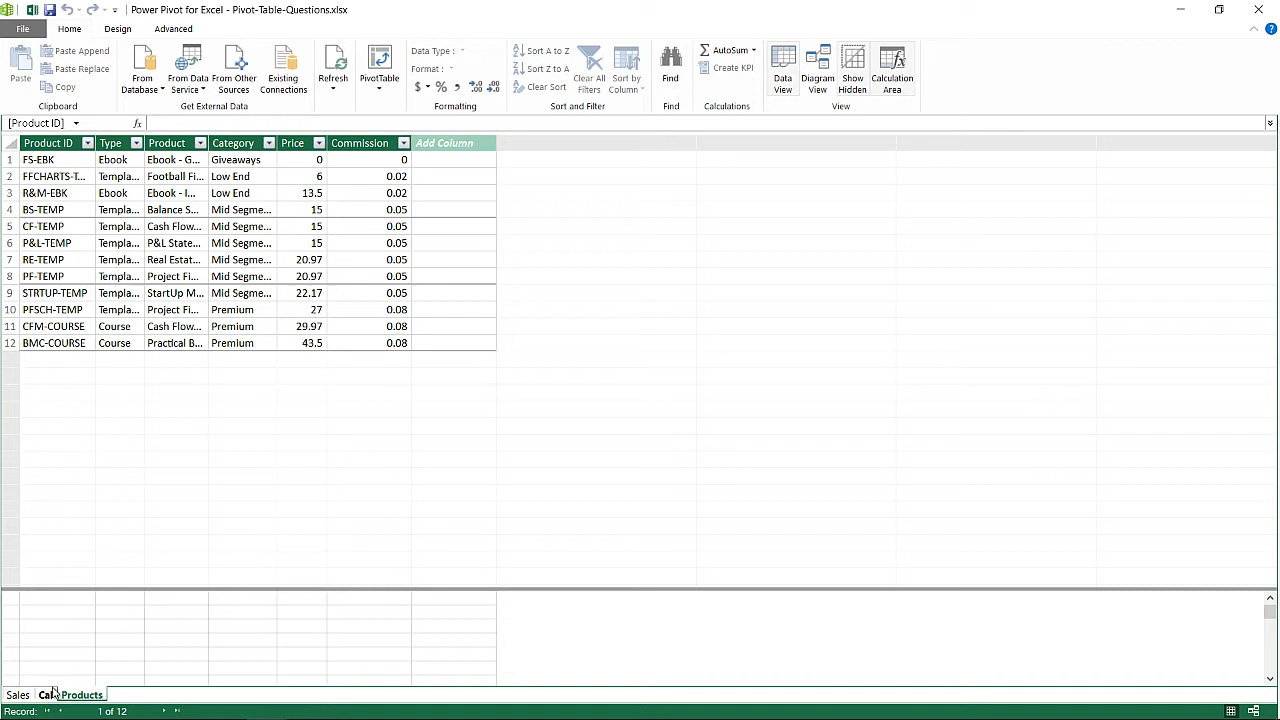 Power Pivot for Excel - Pivot-Table-Questions.xlsx
File Home Design Advanced
Paste
Paste Append
Paste Replace
Copy
Clipboard
From Database
From Data Service
From Other Sources
Existing Connections
Get External Data
Refresh
PivotTable
Data Type :
Format :
$ % ,
Formatting
Sort A to Z
Sort Z to A
Clear Sort
Clear All Filters
Sort by Column
Sort and Filter
Find
Find
AutoSum
Create KPI
Calculations
Data View
Diagram View
Show Hidden
Calculation Area
View
[Product ID] fx
Product ID Type Product Category Price Commission Add Column
1 FS-EBK Ebook Ebook - G... Giveaways 0 0
2 FFCHARTS-T... Templa... Football Fi... Low End 6 0.02
3 R&M-EBK Ebook Ebook - I... Low End 13.5 0.02
4 BS-TEMP Templa... Balance S... Mid Segme... 15 0.05
5 CF-TEMP Templa... Cash Flow... Mid Segme... 15 0.05
6 P&L-TEMP Templa... P&L State... Mid Segme... 15 0.05
7 RE-TEMP Templa... Real Estat... Mid Segme... 20.97 0.05
8 PF-TEMP Templa... Project Fi... Mid Segme... 20.97 0.05
9 STRTUP-TEMP Templa... StartUp M... Mid Segme... 22.17 0.05
10 PFSCH-TEMP Templa... Project Fi... Premium 27 0.08
11 CFM-COURSE Course Cash Flow... Premium 29.97 0.08
12 BMC-COURSE Course Practical B... Premium 43.5 0.08
Sales Products
Record: 1 of 12